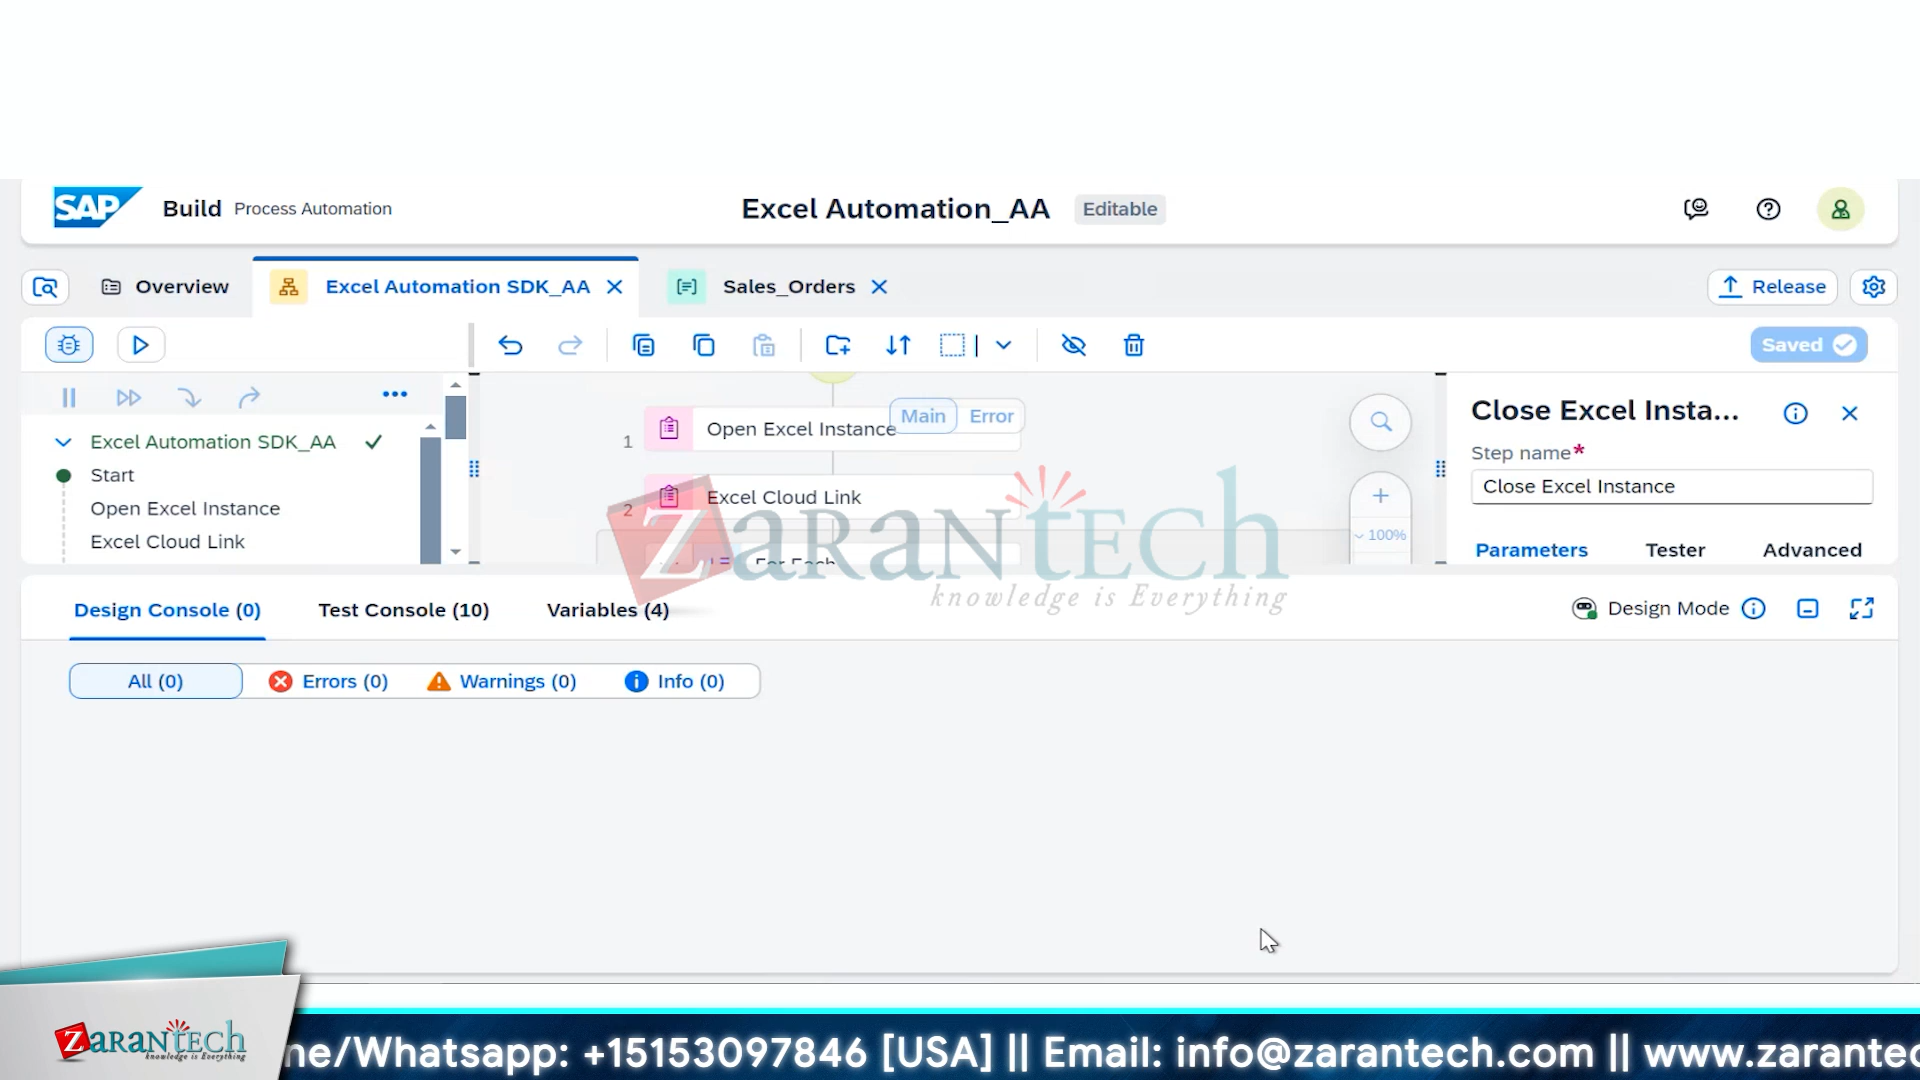 SAP Build Process Automation
Excel Automation_AA Editable
Overview
Excel Automation SDK_AA
Sales_Orders
Release
Saved
Excel Automation SDK_AA
Start
Open Excel Instance
Excel Cloud Link
1 Open Excel Instance
Main Error
2 Excel Cloud Link
For Each
100%
Close Excel Insta...
Step name*
Close Excel Instance
Parameters Tester Advanced
ZaranTech
knowledge is Everything
Design Console (0) Test Console (10) Variables (4)
Design Mode
All (0) Errors (0) Warnings (0) Info (0)
ZaranTech
knowledge is Everything
ne/Whatsapp: +15153097846 [USA] || Email: info@zarantech.com || www.zarantec